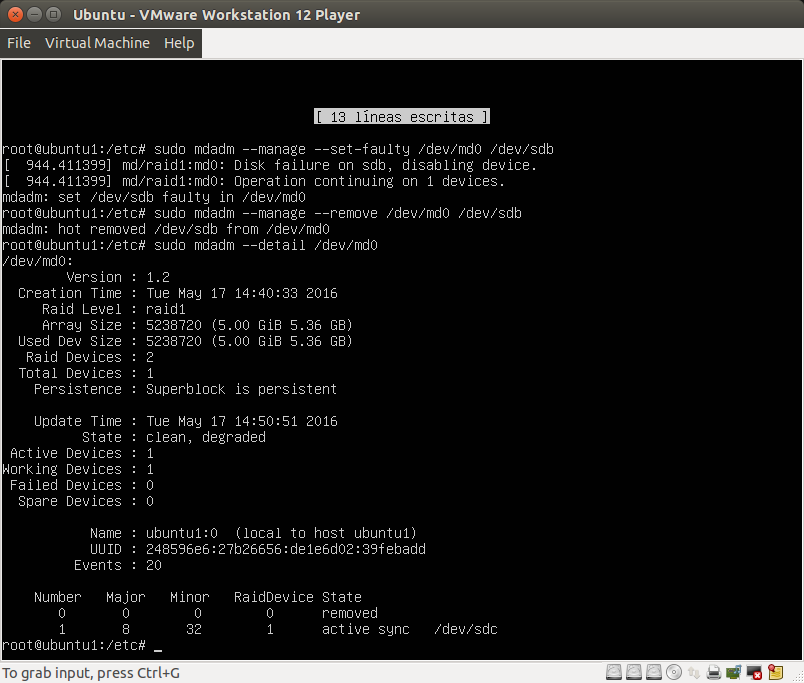 Ubuntu - VMware Workstation 12 Player
File Virtual Machine Help
[ 13 líneas escritas ]
root@ubuntu1:/etc# sudo mdadm --manage --set-faulty /dev/md0 /dev/sdb
[  944.411399] md/raid1:md0: Disk failure on sdb, disabling device.
[  944.411399] md/raid1:md0: Operation continuing on 1 devices.
mdadm: set /dev/sdb faulty in /dev/md0
root@ubuntu1:/etc# sudo mdadm --manage --remove /dev/md0 /dev/sdb
mdadm: hot removed /dev/sdb from /dev/md0
root@ubuntu1:/etc# sudo mdadm --detail /dev/md0
/dev/md0:
Version : 1.2
Creation Time : Tue May 17 14:40:33 2016
Raid Level : raid1
Array Size : 5238720 (5.00 GiB 5.36 GB)
Used Dev Size : 5238720 (5.00 GiB 5.36 GB)
Raid Devices : 2
Total Devices : 1
Persistence : Superblock is persistent
Update Time : Tue May 17 14:50:51 2016
State : clean, degraded
Active Devices : 1
Working Devices : 1
Failed Devices : 0
Spare Devices : 0
Name : ubuntu1:0  (local to host ubuntu1)
UUID : 248596e6:27b26656:de1e6d02:39febadd
Events : 20
Number   Major   Minor   RaidDevice State
0        0        0        0      removed
1        8       32        1      active sync   /dev/sdc
root@ubuntu1:/etc# _
To grab input, press Ctrl+G